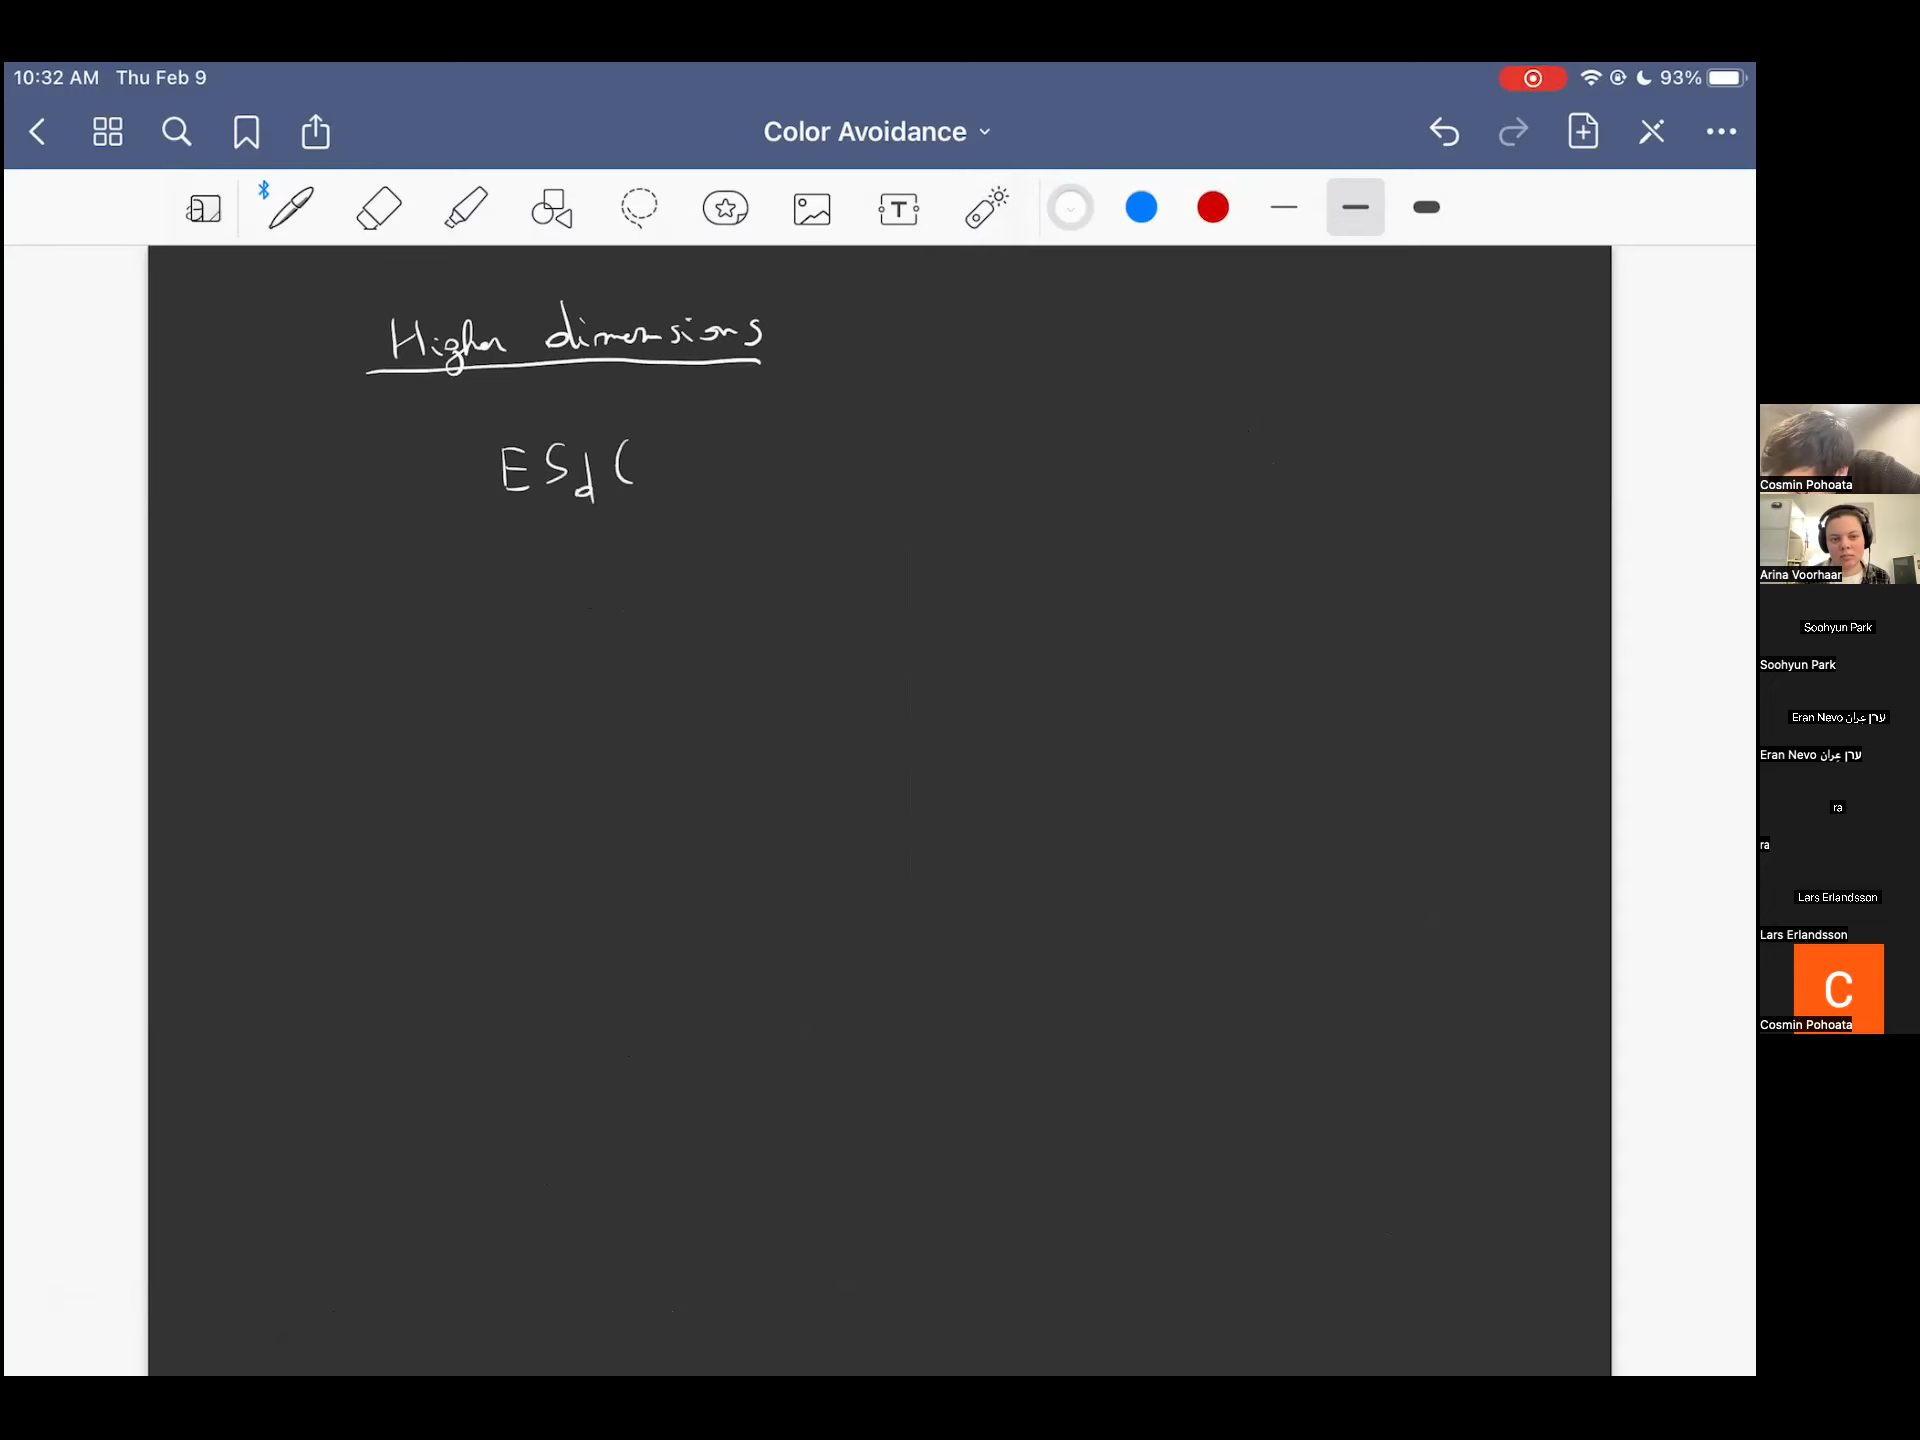 10:32 AM Thu Feb 9
93%
Color Avoidance
T
Higher dimensions
ES_d (
Cosmin Pohoata
Arina Voorhaar
Soohyun Park
Soohyun Park
Eran Nevo ערן عران
Eran Nevo ערן عران
ra
ra
Lars Erlandsson
Lars Erlandsson
C
Cosmin Pohoata